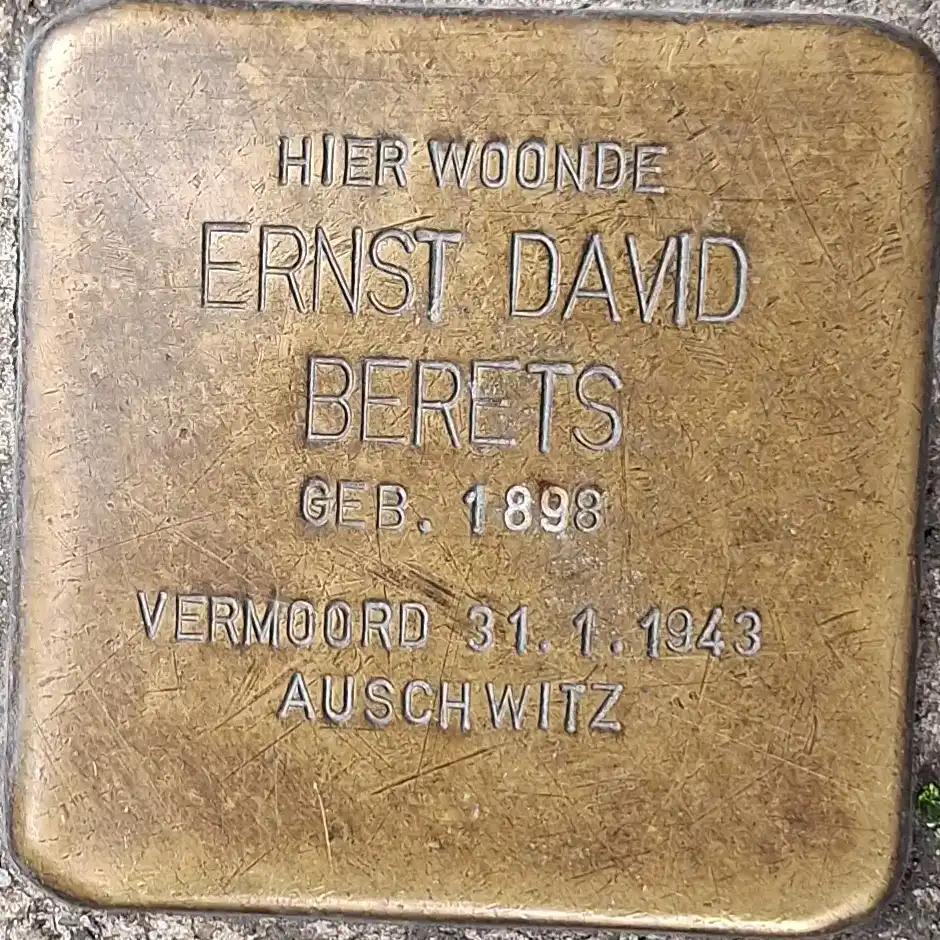 HIER WOONDE
ERNST DAVID
BERETS
GEB. 1898
VERMOORD 31.1.1943
AUSCHWITZ